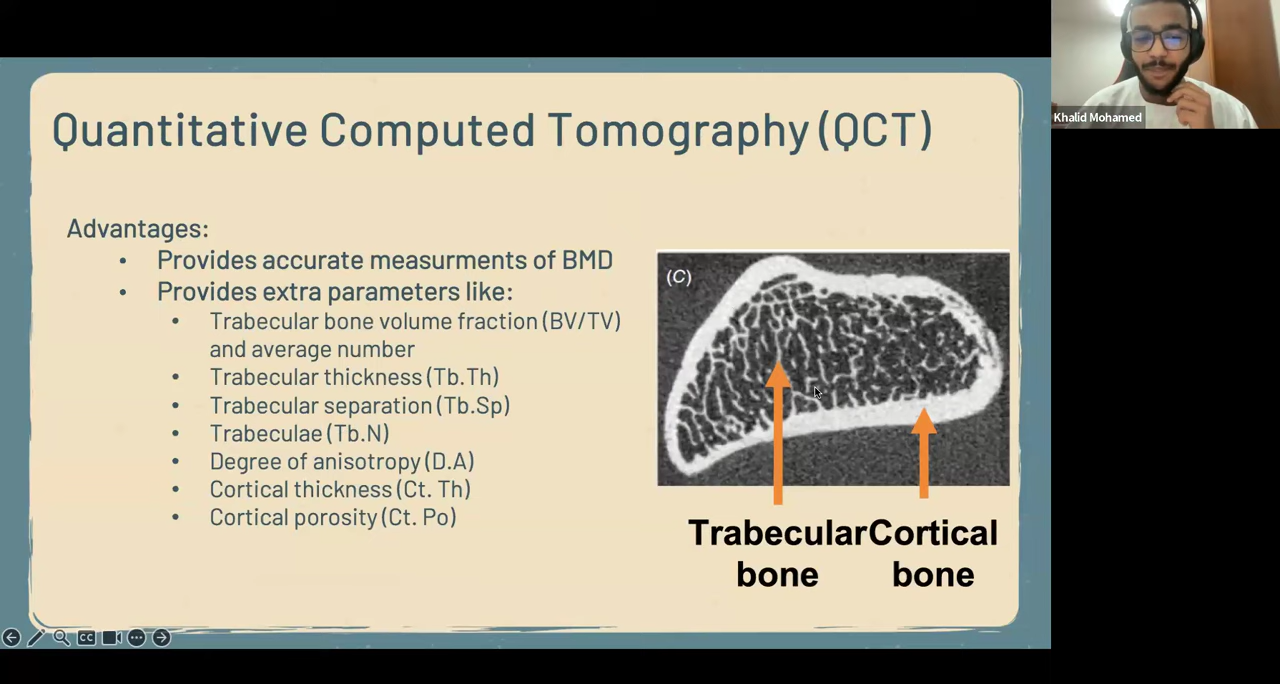 Quantitative Computed Tomography (QCT)
Advantages:
• Provides accurate measurments of BMD
• Provides extra parameters like:
• Trabecular bone volume fraction (BV/TV)
and average number
• Trabecular thickness (Tb.Th)
• Trabecular separation (Tb.Sp)
• Trabeculae (Tb.N)
• Degree of anisotropy (D.A)
• Cortical thickness (Ct. Th)
• Cortical porosity (Ct. Po)
(C)
Trabecular
bone
Cortical
bone
CC
Khalid Mohamed